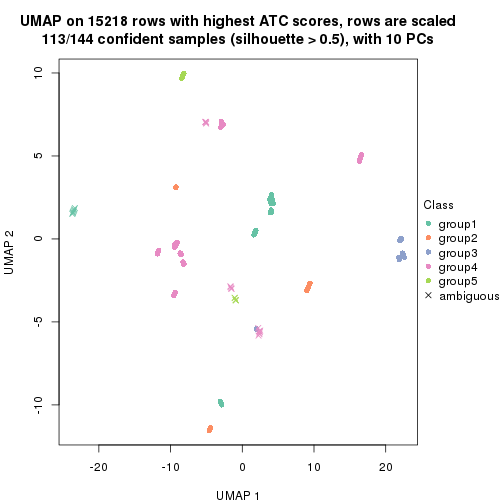 UMAP on 15218 rows with highest ATC scores, rows are scaled
113/144 confident samples (silhouette > 0.5), with 10 PCs
10
5
0
-5
-10
UMAP 2
-20
-10
0
10
20
UMAP 1
Class
group1
group2
group3
group4
group5
ambiguous